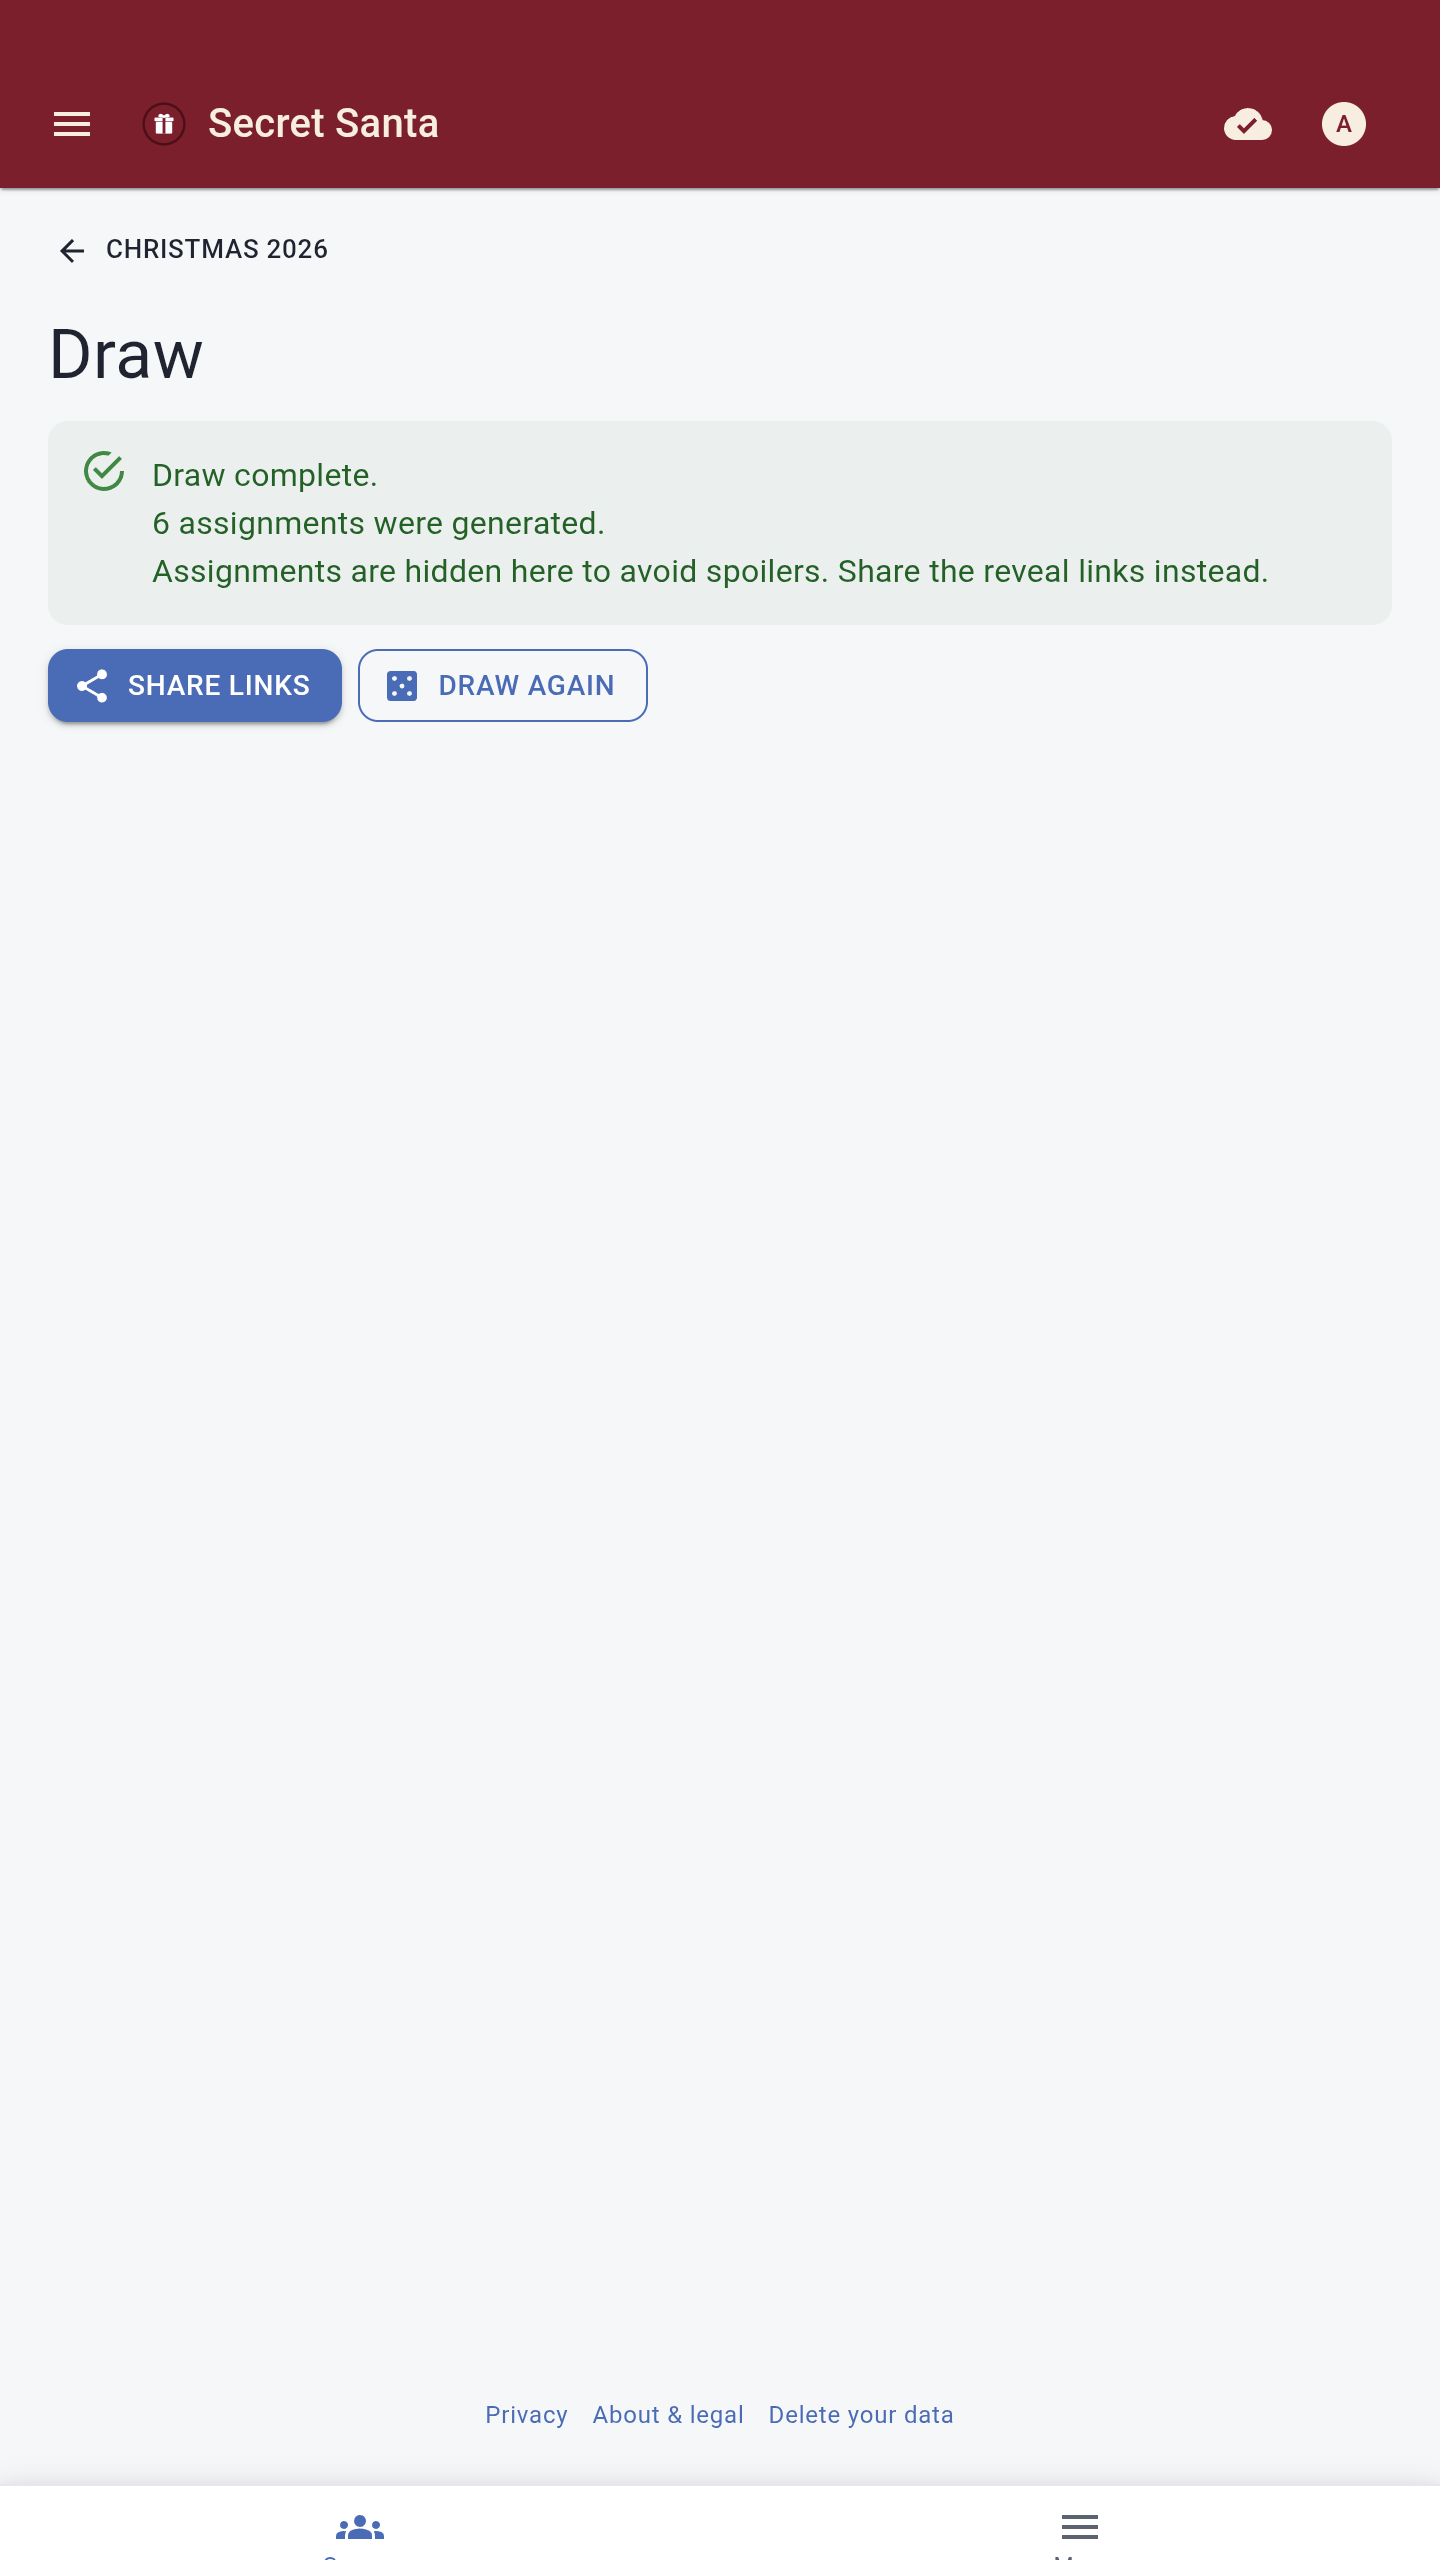 Secret Santa
A
CHRISTMAS 2026
Draw
Draw complete.
6 assignments were generated.
Assignments are hidden here to avoid spoilers. Share the reveal links instead.
SHARE LINKS
DRAW AGAIN
Privacy About & legal Delete your data